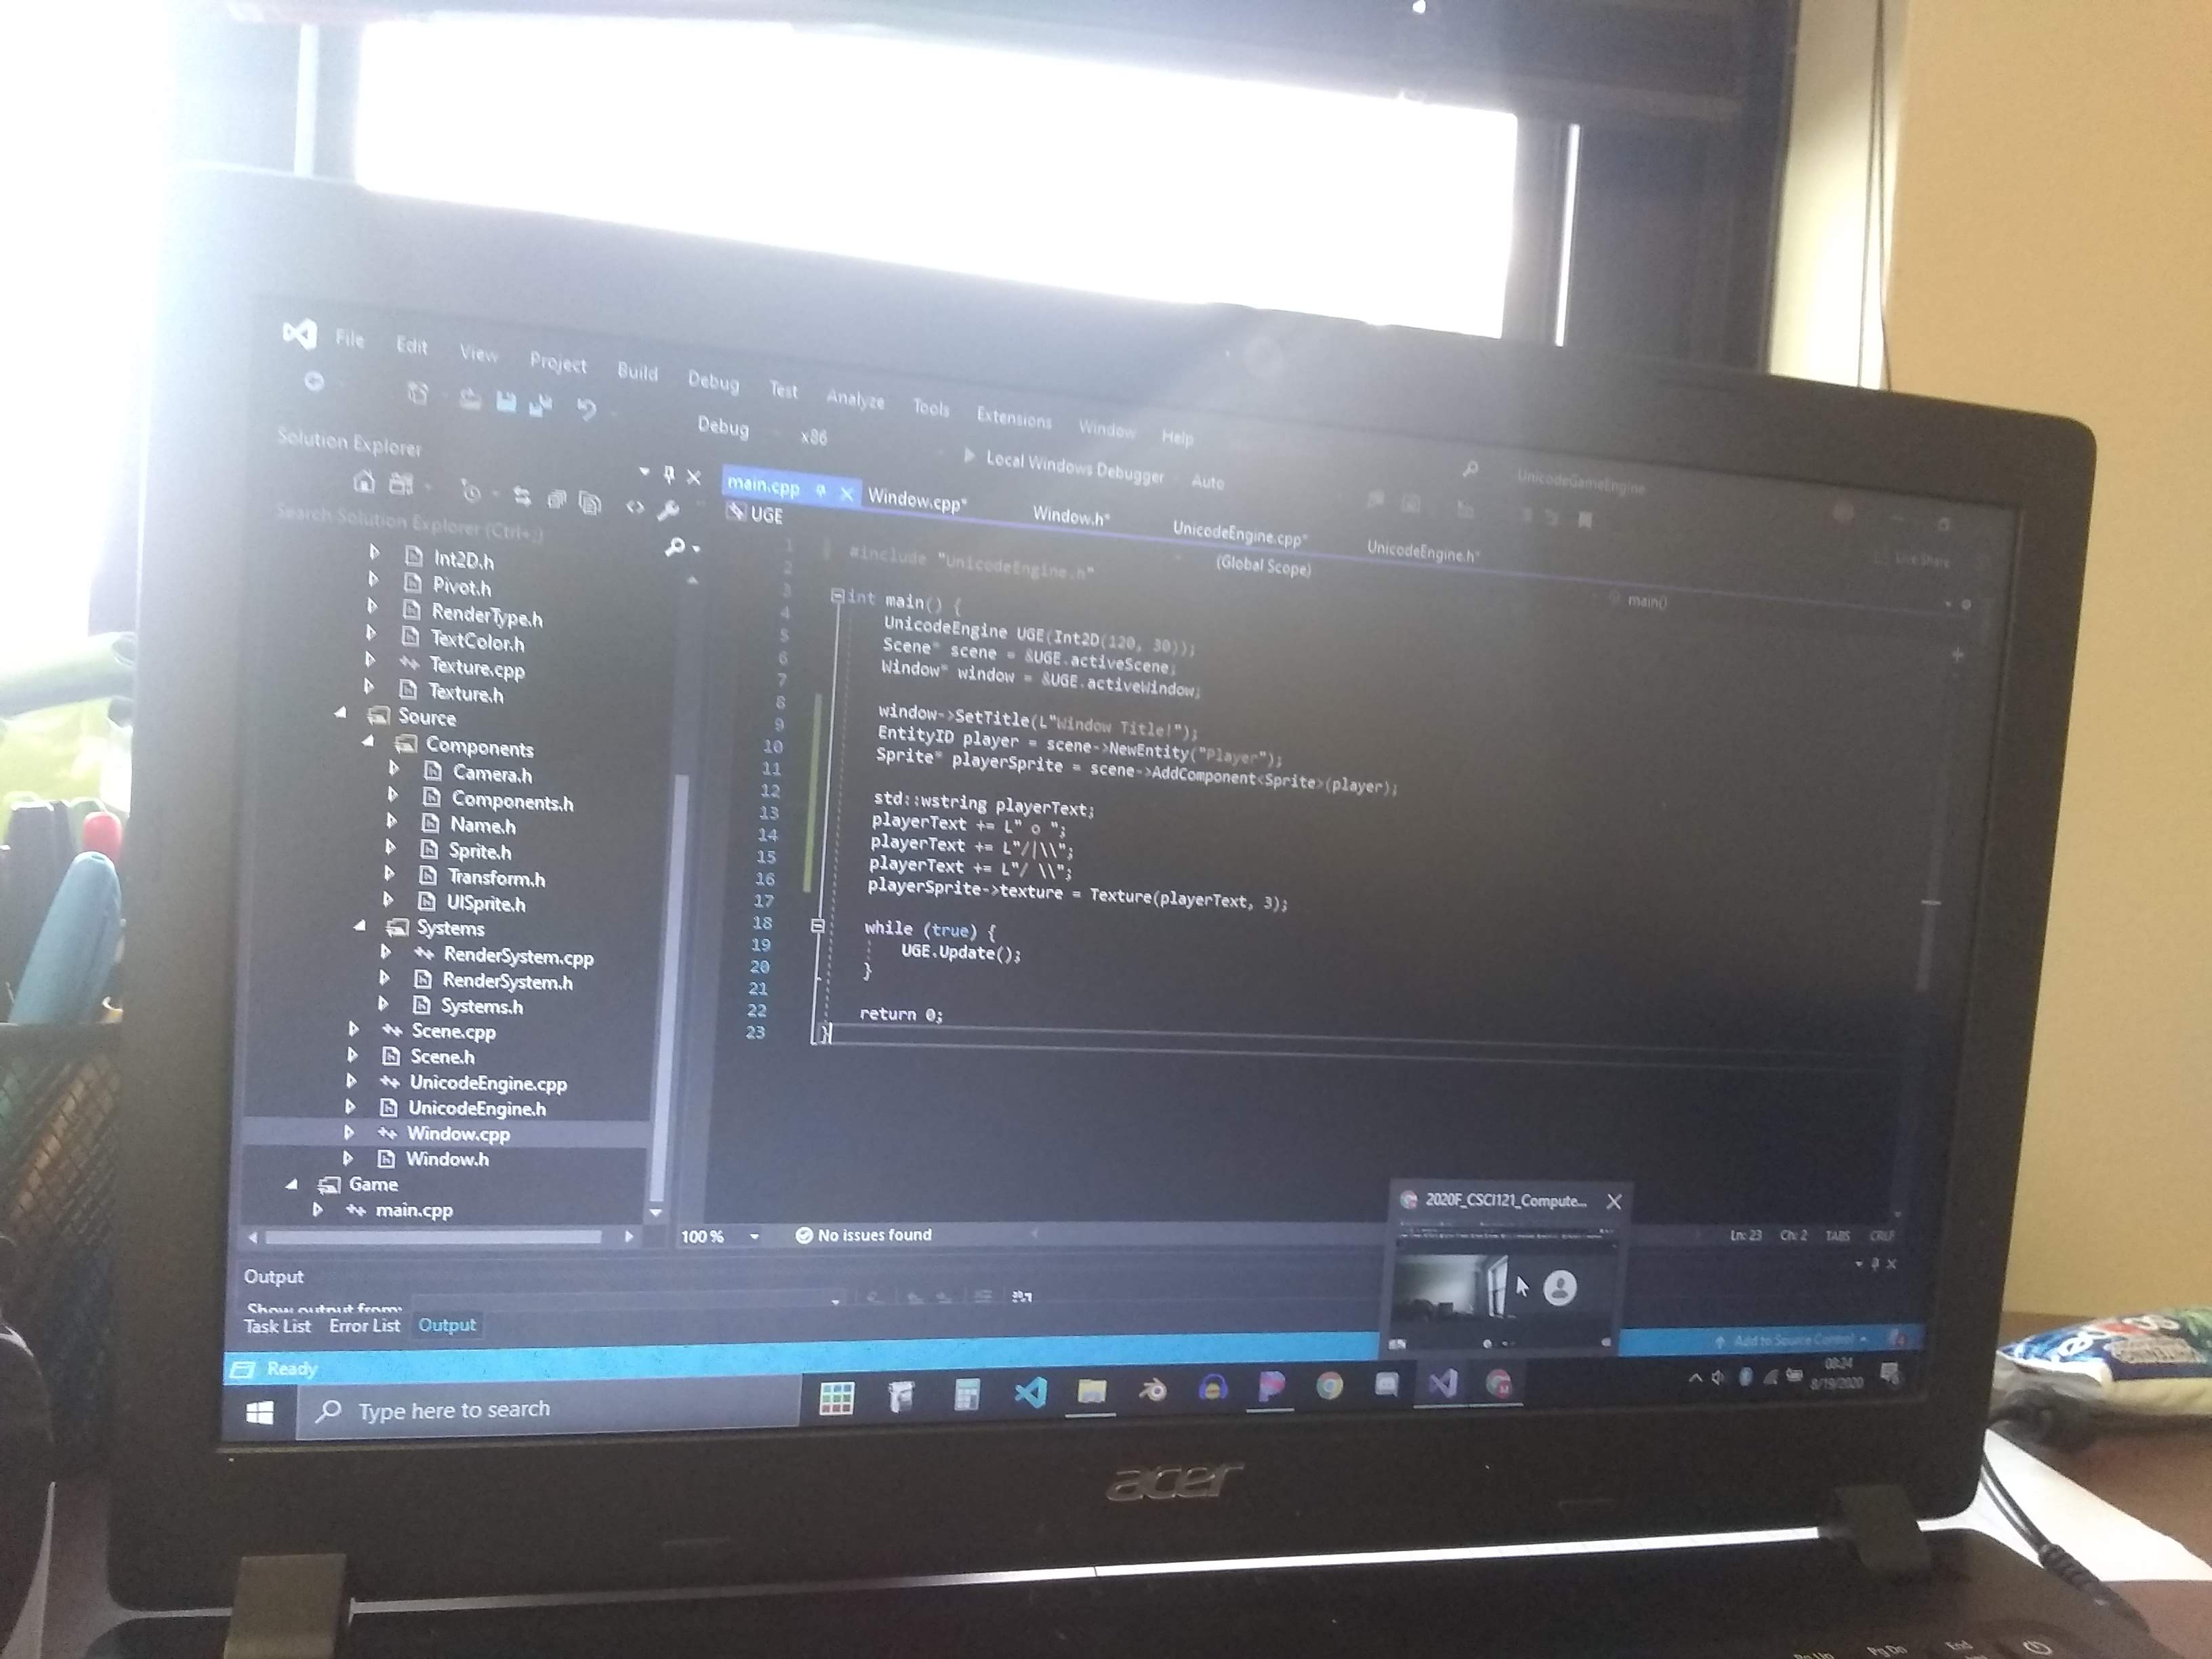 File Edit View Project Build Debug Test Analyze Tools Extensions Window Help
UnicodeGameEngine
Debug x86 Local Windows Debugger Auto
Live Share
Solution Explorer
Search Solution Explorer (Ctrl+;)
Int2D.h
Pivot.h
RenderType.h
TextColor.h
Texture.cpp
Texture.h
Source
Components
Camera.h
Components.h
Name.h
Sprite.h
Transform.h
UISprite.h
Systems
RenderSystem.cpp
RenderSystem.h
Systems.h
Scene.cpp
Scene.h
UnicodeEngine.cpp
UnicodeEngine.h
Window.cpp
Window.h
Game
main.cpp
main.cpp Window.cpp* Window.h* UnicodeEngine.cpp* UnicodeEngine.h*
UGE (Global Scope) main()
1 #include "UnicodeEngine.h"
2
3 int main() {
4 UnicodeEngine UGE(Int2D(120, 30));
5 Scene* scene = &UGE.activeScene;
6 Window* window = &UGE.activeWindow;
7
8 window->SetTitle(L"Window Title!");
9 EntityID player = scene->NewEntity("Player");
10 Sprite* playerSprite = scene->AddComponent<Sprite>(player);
11
12 std::wstring playerText;
13 playerText += L" o ";
14 playerText += L"/|\\";
15 playerText += L"/ \\";
16 playerSprite->texture = Texture(playerText, 3);
17
18 while (true) {
19 UGE.Update();
20 }
21
22 return 0;
23 }
100 % No issues found Ln: 23 Ch: 2 TABS CRLF
2020F_CSCI121_Compute...
Output
Show output from:
Task List Error List Output
Ready Add to Source Control
Type here to search
08:24
8/19/2020
acer
Pg Up Pg Dn End